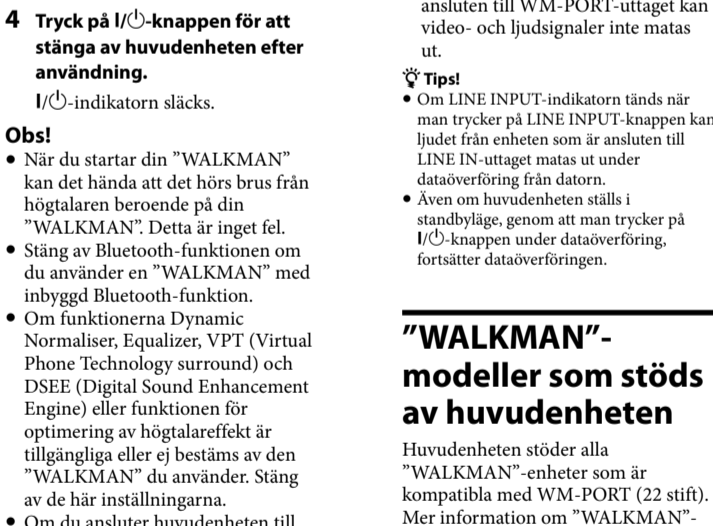 4 Tryck på I/⏻-knappen för att
stänga av huvudenheten efter
användning.
I/⏻-indikatorn släcks.
Obs!
• När du startar din ”WALKMAN”
kan det hända att det hörs brus från
högtalaren beroende på din
”WALKMAN”. Detta är inget fel.
• Stäng av Bluetooth-funktionen om
du använder en ”WALKMAN” med
inbyggd Bluetooth-funktion.
• Om funktionerna Dynamic
Normaliser, Equalizer, VPT (Virtual
Phone Technology surround) och
DSEE (Digital Sound Enhancement
Engine) eller funktionen för
optimering av högtalareffekt är
tillgängliga eller ej bestäms av den
”WALKMAN” du använder. Stäng
av de här inställningarna.
• Om du ansluter huvudenheten till
ansluten till WM-PORT-uttaget kan
video- och ljudsignaler inte matas
ut.
Tips!
• Om LINE INPUT-indikatorn tänds när
man trycker på LINE INPUT-knappen kan
ljudet från enheten som är ansluten till
LINE IN-uttaget matas ut under
dataöverföring från datorn.
• Även om huvudenheten ställs i
standbyläge, genom att man trycker på
I/⏻-knappen under dataöverföring,
fortsätter dataöverföringen.
”WALKMAN”-
modeller som stöds
av huvudenheten
Huvudenheten stöder alla
”WALKMAN”-enheter som är
kompatibla med WM-PORT (22 stift).
Mer information om ”WALKMAN”-